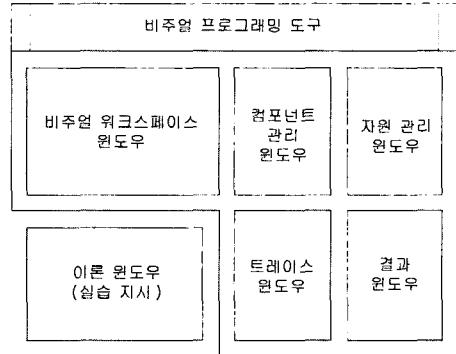 비주얼 프로그래밍 도구
비주얼 워크스페이스
윈도우
컴포넌트
관리
윈도우
자원 관리
윈도우
이론 윈도우
(실습 지시)
트레이스
윈도우
결과
윈도우